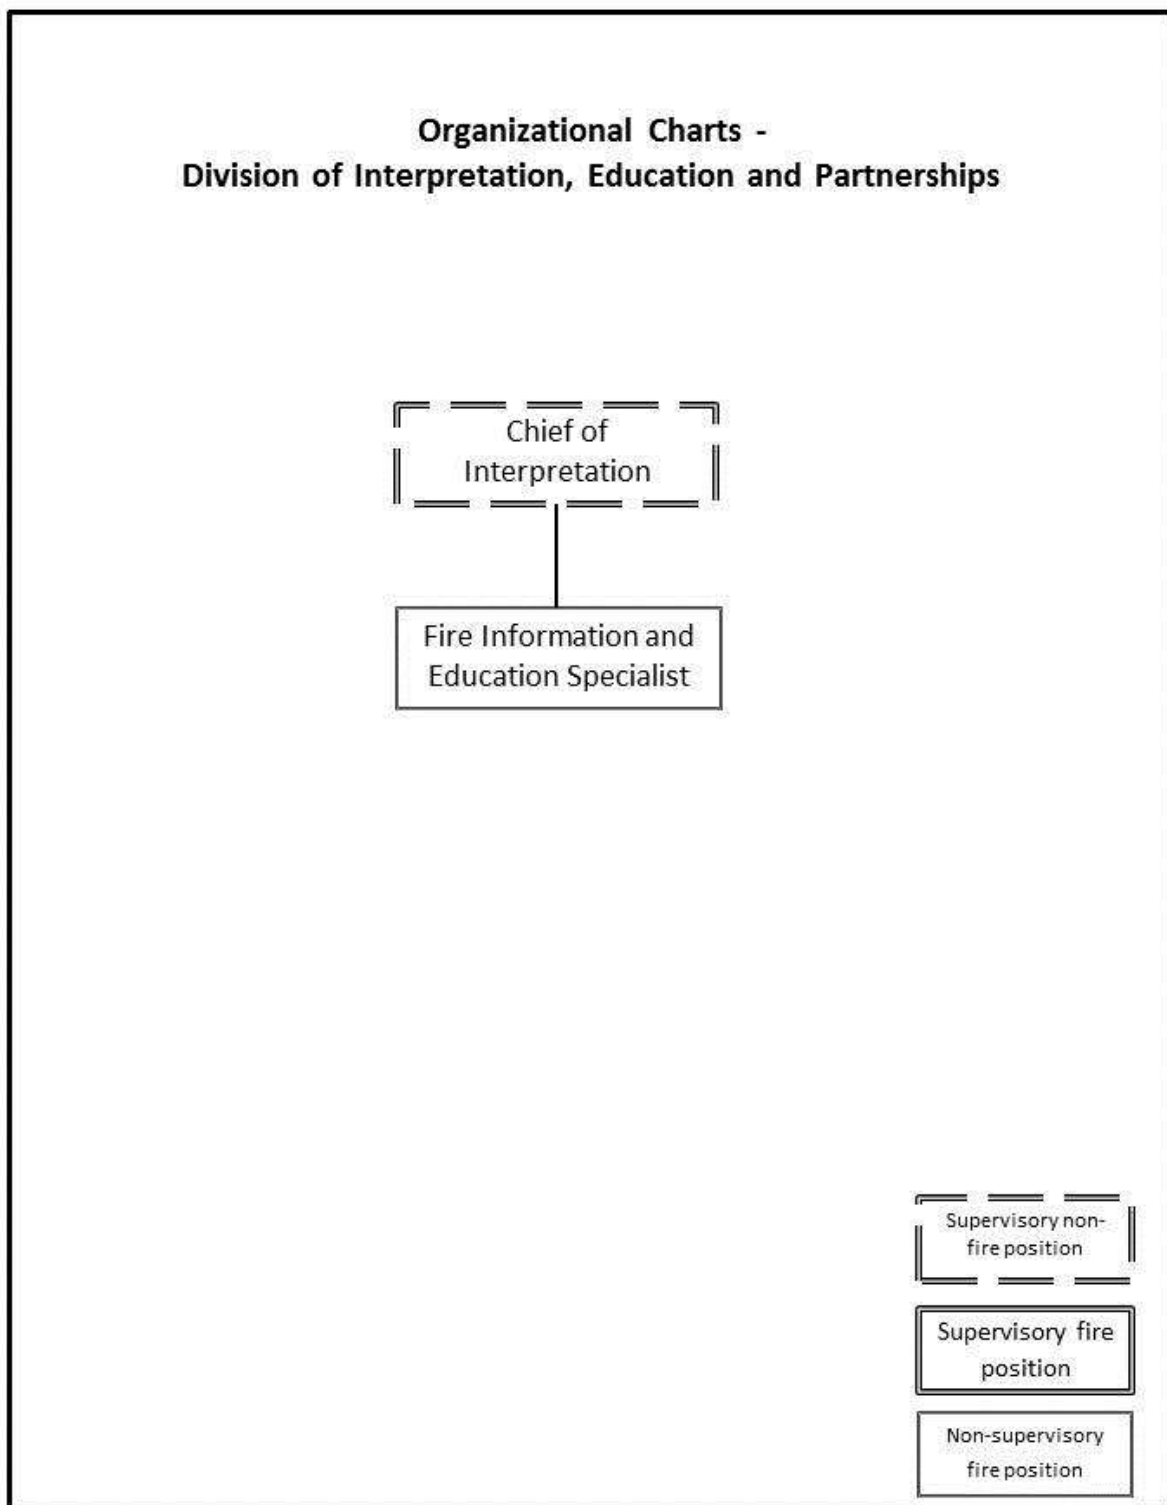 Organizational Charts -
Division of Interpretation, Education and Partnerships
Chief of
Interpretation
Fire Information and
Education Specialist
Supervisory non-
fire position
Supervisory fire
position
Non-supervisory
fire position